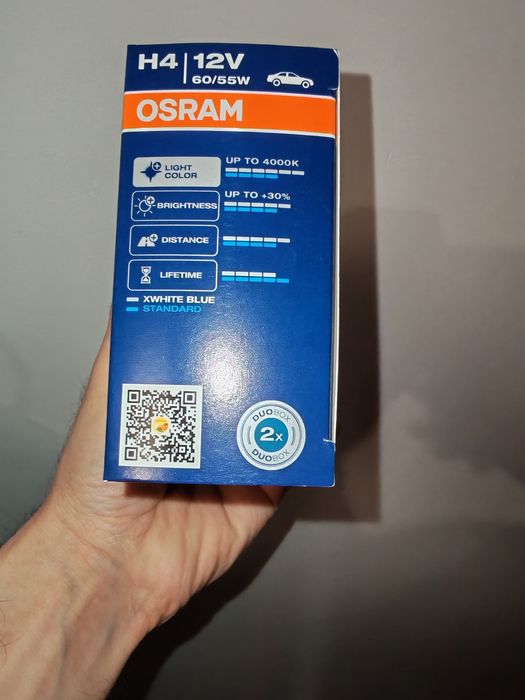 H4 | 12V
60/55W
OSRAM
LIGHT COLOR
UP TO 4000K
BRIGHTNESS
UP TO +30%
DISTANCE
LIFETIME
XWHITE BLUE
STANDARD
DUOBOX
2x
DUOBOX